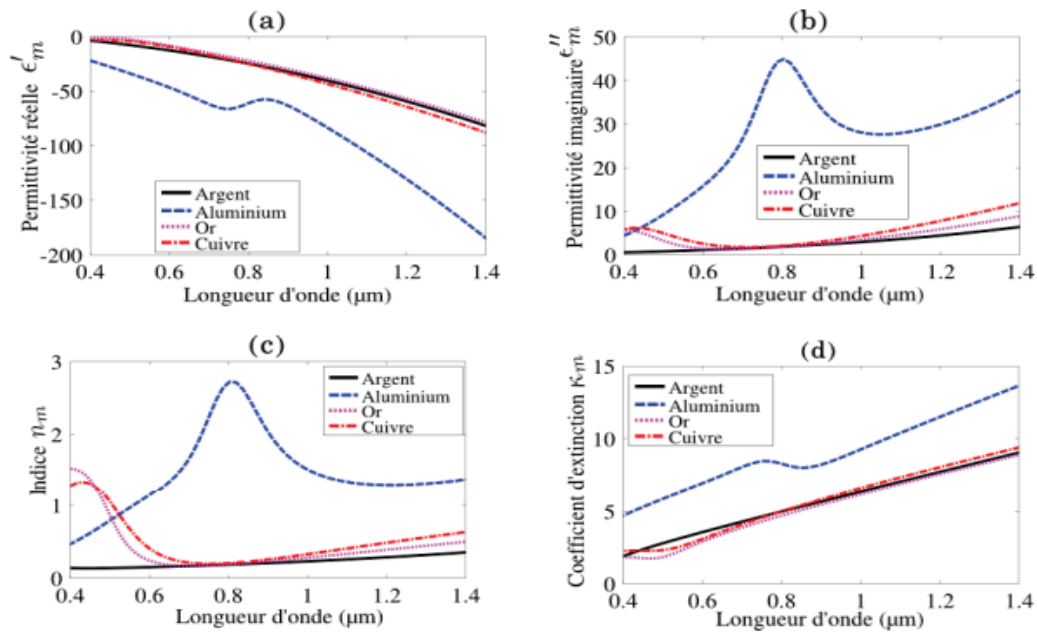 (a)
Permittivité réelle ϵ′m
0
-50
-100
-150
-200
0.4
0.6
0.8
1
1.2
1.4
Longueur d'onde (µm)
Argent
Aluminium
Or
Cuivre
(b)
Permittivité imaginaire ϵ″m
50
40
30
20
10
0
0.4
0.6
0.8
1
1.2
1.4
Longueur d'onde (µm)
Argent
Aluminium
Or
Cuivre
(c)
Indice nm
3
2
1
0
0.4
0.6
0.8
1
1.2
1.4
Longueur d'onde (µm)
Argent
Aluminium
Or
Cuivre
(d)
Coefficient d'extinction κm
15
10
5
0
0.4
0.6
0.8
1
1.2
1.4
Longueur d'onde (µm)
Argent
Aluminium
Or
Cuivre